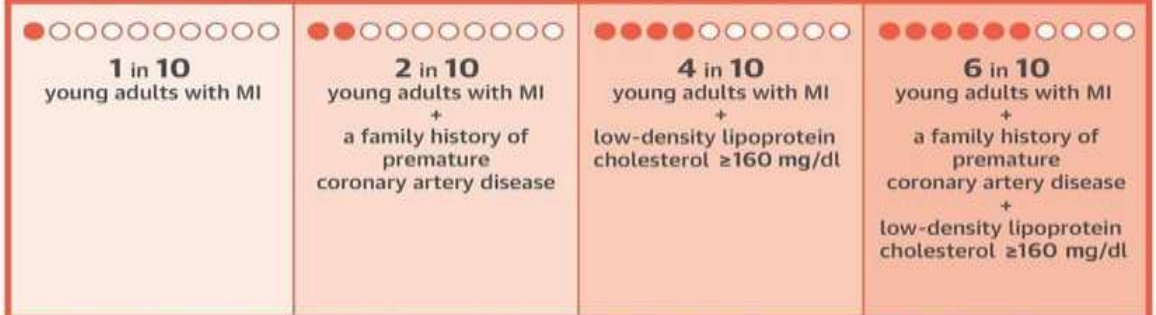 1 in 10
young adults with MI
2 in 10
young adults with MI
+
a family history of
premature
coronary artery disease
4 in 10
young adults with MI
+
low-density lipoprotein
cholesterol ≥160 mg/dl
6 in 10
young adults with MI
+
a family history of
premature
coronary artery disease
+
low-density lipoprotein
cholesterol ≥160 mg/dl